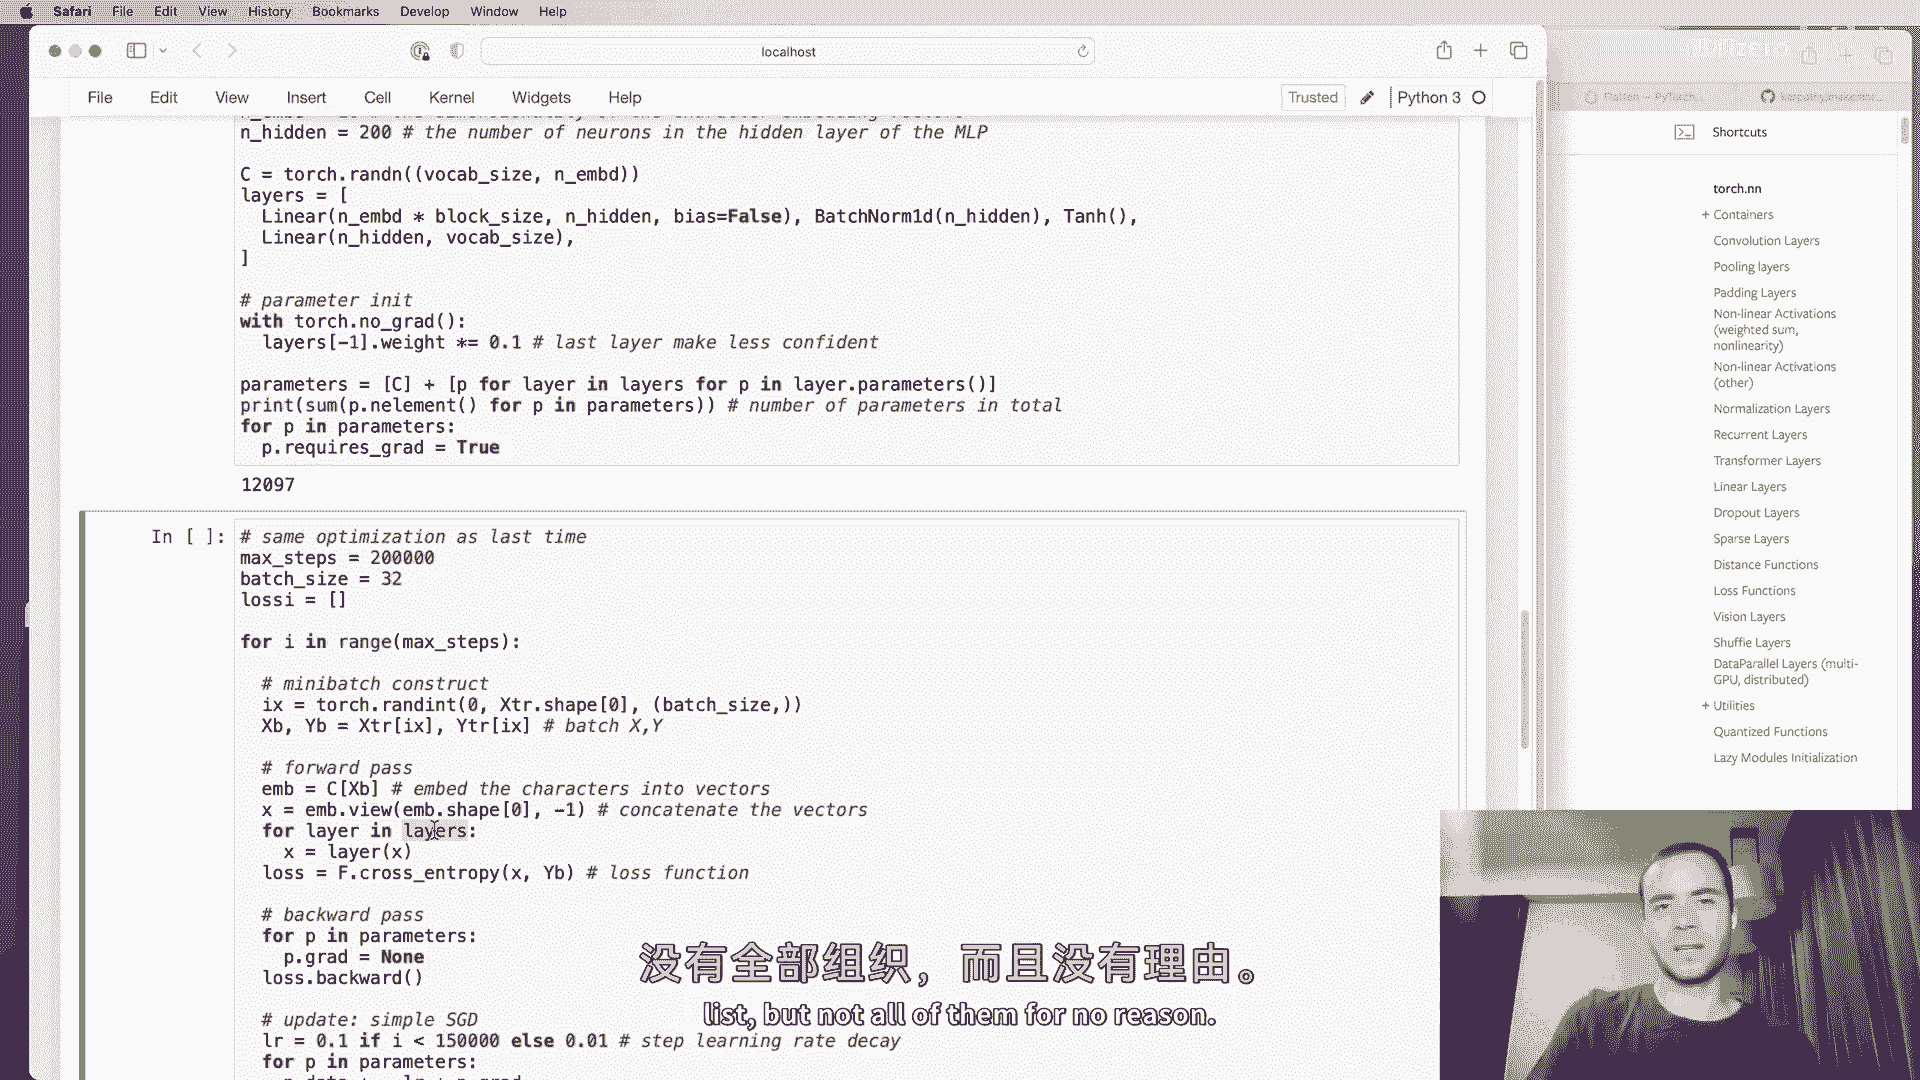 Safari File Edit View History Bookmarks Develop Window Help
localhost
File Edit View Insert Cell Kernel Widgets Help
Trusted Python 3
n_hidden = 200 # the number of neurons in the hidden layer of the MLP
C = torch.randn((vocab_size, n_embd))
layers = [
Linear(n_embd * block_size, n_hidden, bias=False), BatchNorm1d(n_hidden), Tanh(),
Linear(n_hidden, vocab_size),
]
# parameter init
with torch.no_grad():
layers[-1].weight *= 0.1 # last layer make less confident
parameters = [C] + [p for layer in layers for p in layer.parameters()]
print(sum(p.nelement() for p in parameters)) # number of parameters in total
for p in parameters:
p.requires_grad = True
12097
In [ ]: # same optimization as last time
max_steps = 200000
batch_size = 32
lossi = []
for i in range(max_steps):
# minibatch construct
ix = torch.randint(0, Xtr.shape[0], (batch_size,))
Xb, Yb = Xtr[ix], Ytr[ix] # batch X,Y
# forward pass
emb = C[Xb] # embed the characters into vectors
x = emb.view(emb.shape[0], -1) # concatenate the vectors
for layer in layers:
x = layer(x)
loss = F.cross_entropy(x, Yb) # loss function
# backward pass
for p in parameters:
p.grad = None
loss.backward()
# update: simple SGD
lr = 0.1 if i < 150000 else 0.01 # step learning rate decay
for p in parameters:
没有全部组织，而且没有理由。
list, but not all of them for no reason.
Shortcuts
torch.nn
+ Containers
Convolution Layers
Pooling layers
Padding Layers
Non-linear Activations
(weighted sum,
nonlinearity)
Non-linear Activations
(other)
Normalization Layers
Recurrent Layers
Transformer Layers
Linear Layers
Dropout Layers
Sparse Layers
Distance Functions
Loss Functions
Vision Layers
Shuffle Layers
DataParallel Layers (multi-
GPU, distributed)
+ Utilities
Quantized Functions
Lazy Modules Initialization